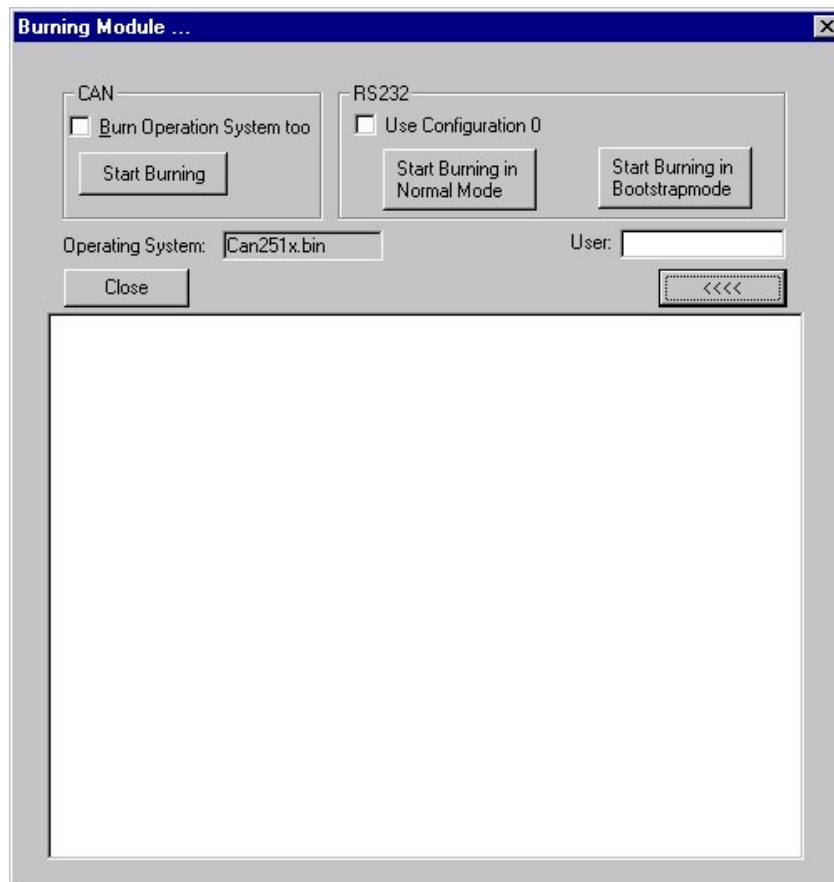 Burning Module ...
CAN
RS232
Burn Operation System too
Use Configuration 0
Start Burning
Start Burning in
Normal Mode
Start Burning in
Bootstrapmode
Operating System: Can251x.bin
User:
Close
<<<<